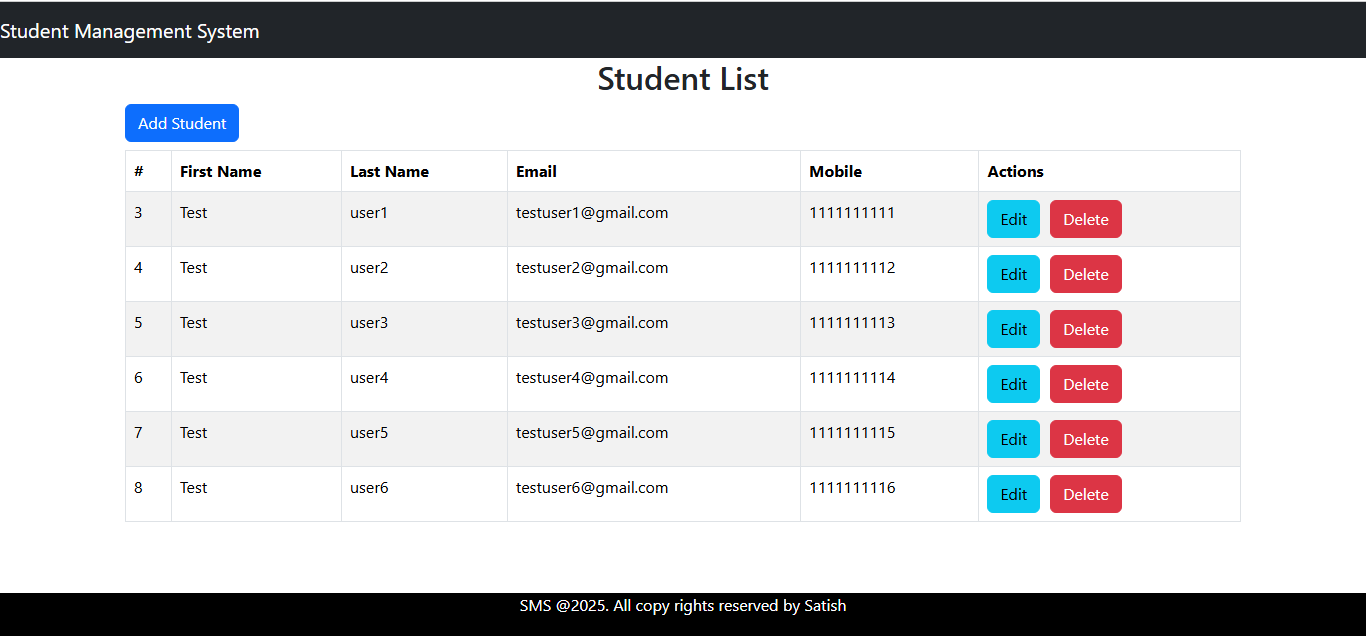 Student Management System
Student List
Add Student
# First Name Last Name Email Mobile Actions
3 Test user1 testuser1@gmail.com 1111111111 Edit Delete
4 Test user2 testuser2@gmail.com 1111111112 Edit Delete
5 Test user3 testuser3@gmail.com 1111111113 Edit Delete
6 Test user4 testuser4@gmail.com 1111111114 Edit Delete
7 Test user5 testuser5@gmail.com 1111111115 Edit Delete
8 Test user6 testuser6@gmail.com 1111111116 Edit Delete
SMS @2025. All copy rights reserved by Satish